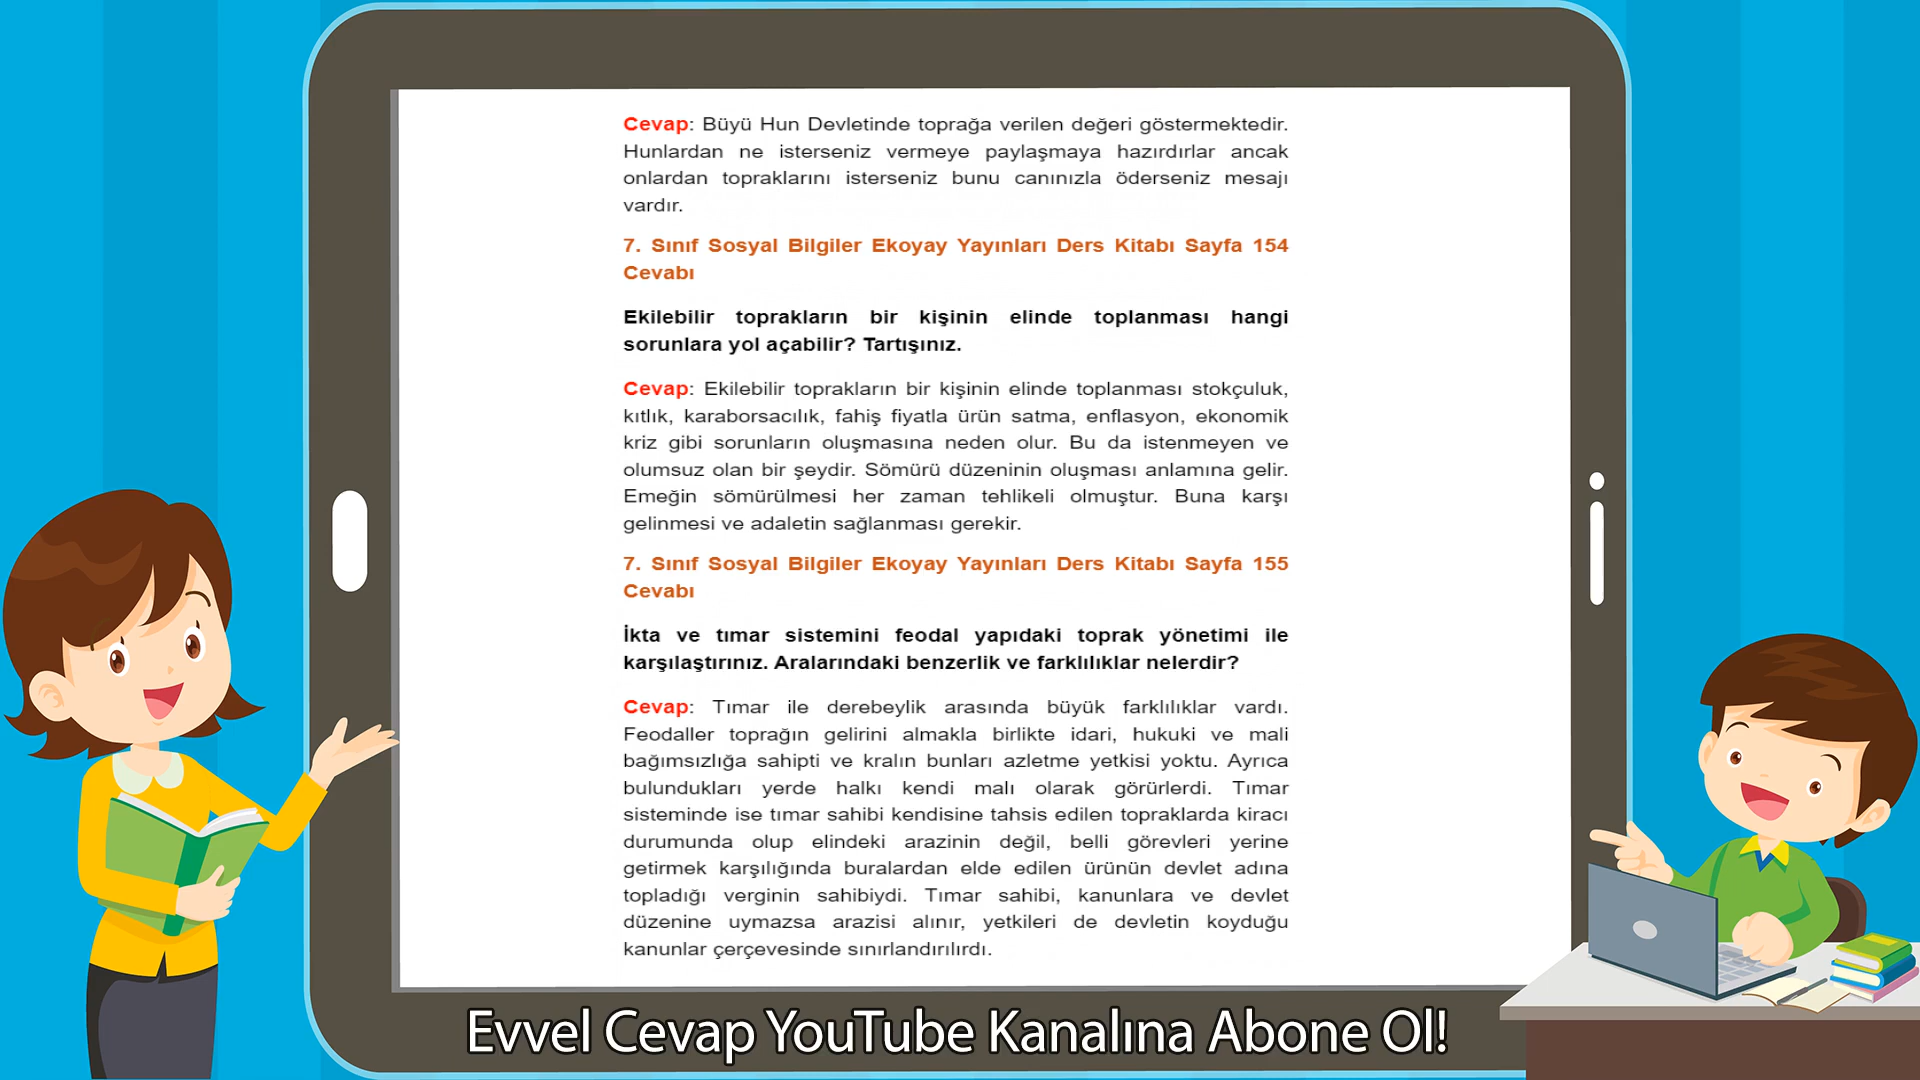 Cevap: Büyü Hun Devletinde toprağa verilen değeri göstermektedir.
Hunlardan ne isterseniz vermeye paylaşmaya hazırdırlar ancak
onlardan topraklarını isterseniz bunu canınızla öderseniz mesajı
vardır.
7. Sınıf Sosyal Bilgiler Ekoyay Yayınları Ders Kitabı Sayfa 154
Cevabı
Ekilebilir toprakların bir kişinin elinde toplanması hangi
sorunlara yol açabilir? Tartışınız.
Cevap: Ekilebilir toprakların bir kişinin elinde toplanması stokçuluk,
kıtlık, karaborsacılık, fahiş fiyatla ürün satma, enflasyon, ekonomik
kriz gibi sorunların oluşmasına neden olur. Bu da istenmeyen ve
olumsuz olan bir şeydir. Sömürü düzeninin oluşması anlamına gelir.
Emeğin sömürülmesi her zaman tehlikeli olmuştur. Buna karşı
gelinmesi ve adaletin sağlanması gerekir.
7. Sınıf Sosyal Bilgiler Ekoyay Yayınları Ders Kitabı Sayfa 155
Cevabı
İkta ve tımar sistemini feodal yapıdaki toprak yönetimi ile
karşılaştırınız. Aralarındaki benzerlik ve farklılıklar nelerdir?
Cevap: Tımar ile derebeylik arasında büyük farklılıklar vardı.
Feodaller toprağın gelirini almakla birlikte idari, hukuki ve mali
bağımsızlığa sahipti ve kralın bunları azletme yetkisi yoktu. Ayrıca
bulundukları yerde halkı kendi malı olarak görürlerdi. Tımar
sisteminde ise tımar sahibi kendisine tahsis edilen topraklarda kiracı
durumunda olup elindeki arazinin değil, belli görevleri yerine
getirmek karşılığında buralardan elde edilen ürünün devlet adına
topladığı verginin sahibiydi. Tımar sahibi, kanunlara ve devlet
düzenine uymazsa arazisi alınır, yetkileri de devletin koyduğu
kanunlar çerçevesinde sınırlandırılırdı.
Evvel Cevap YouTube Kanalına Abone Ol!